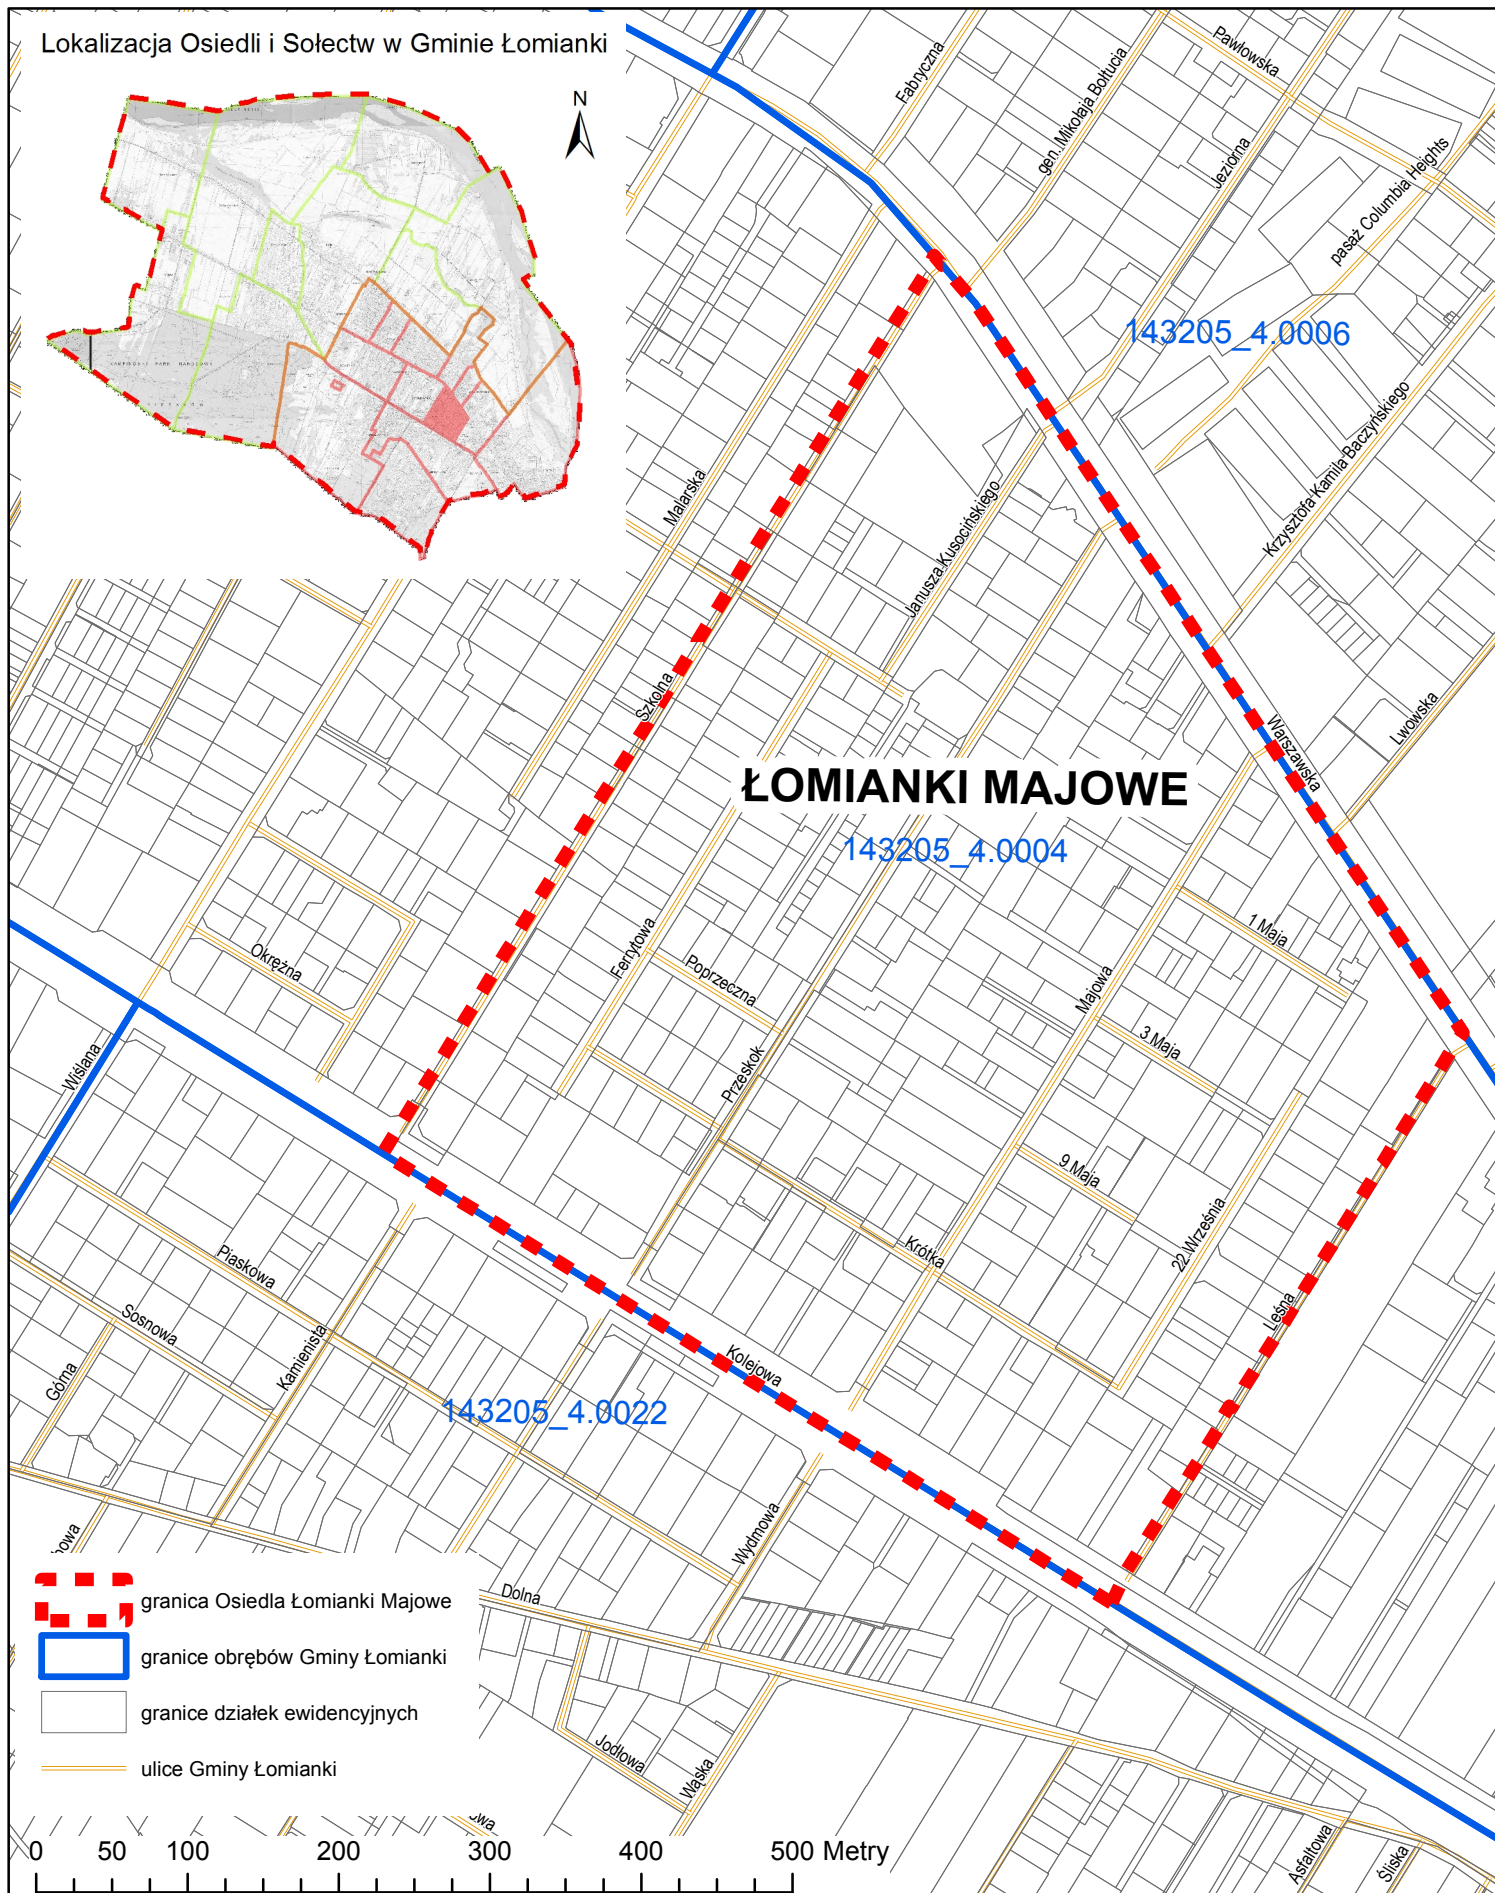 Lokalizacja Osiedli i Sołectw w Gminie Łomianki
N
KAMPINOSKI PARK NARODOWY
Fabryczna
gen. Mikołaja Bołtucia
Pawłowska
Jeziorna
pasaż Columbia Heights
143205_4.0006
Krzysztofa Kamila Baczyńskiego
Malarska
Janusza Kusocińskiego
Szkolna
Warszawska
Lwowska
ŁOMIANKI MAJOWE
143205_4.0004
1 Maja
Okrężna
Ferrytowa
Poprzeczna
Majowa
3 Maja
Wiślana
Przeskok
9 Maja
22 Września
Krótka
Leśna
Piaskowa
Sosnowa
Górna
Kamienista
Kolejowa
143205_4.0022
Wydmowa
Dolna
Jodłowa
Wąska
Asfaltowa
Śliska
granica Osiedla Łomianki Majowe
granice obrębów Gminy Łomianki
granice działek ewidencyjnych
ulice Gminy Łomianki
0 50 100 200 300 400 500 Metry